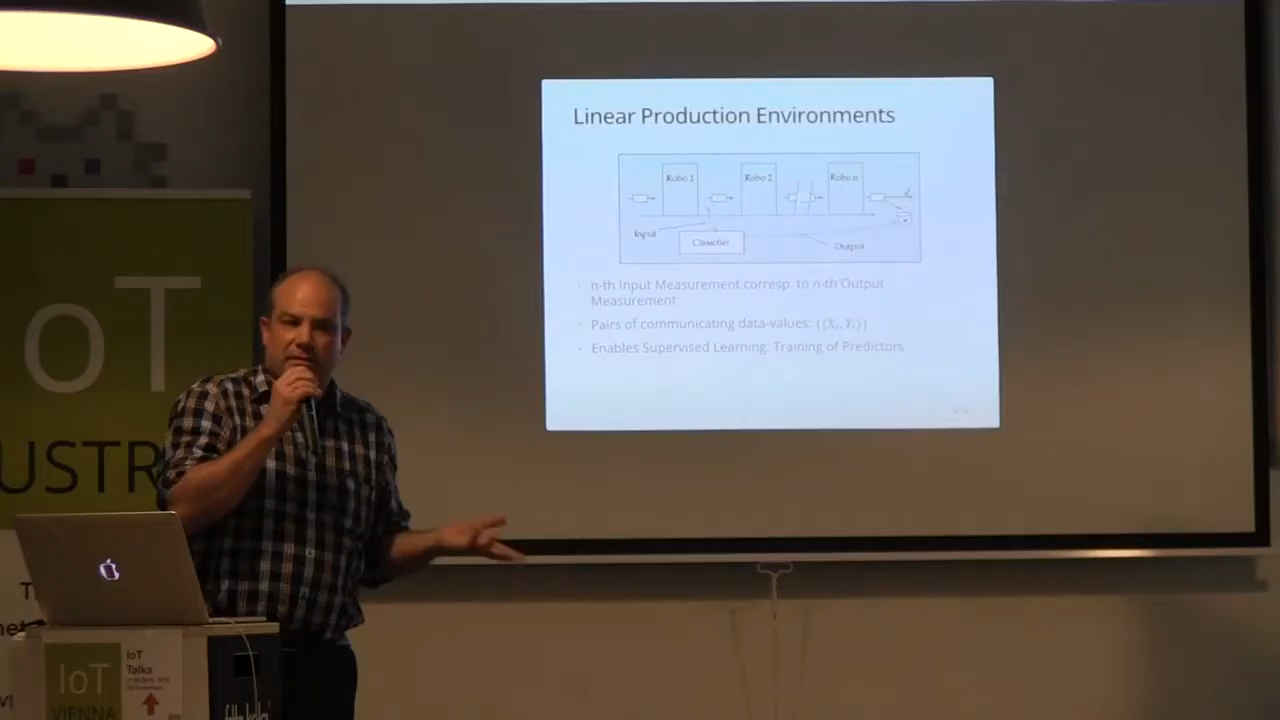 Linear Production Environments
Robo 1
Robo 2
Robo n
Input
Classifier
Output
· n-th Input Measurement corresp. to n-th Output
Measurement
· Pairs of communicating data-values: {⟨Xᵢ, Yᵢ⟩}
· Enables Supervised Learning: Training of Predictors
oT
USTR
IoT
VIENNA
IoT
Talks